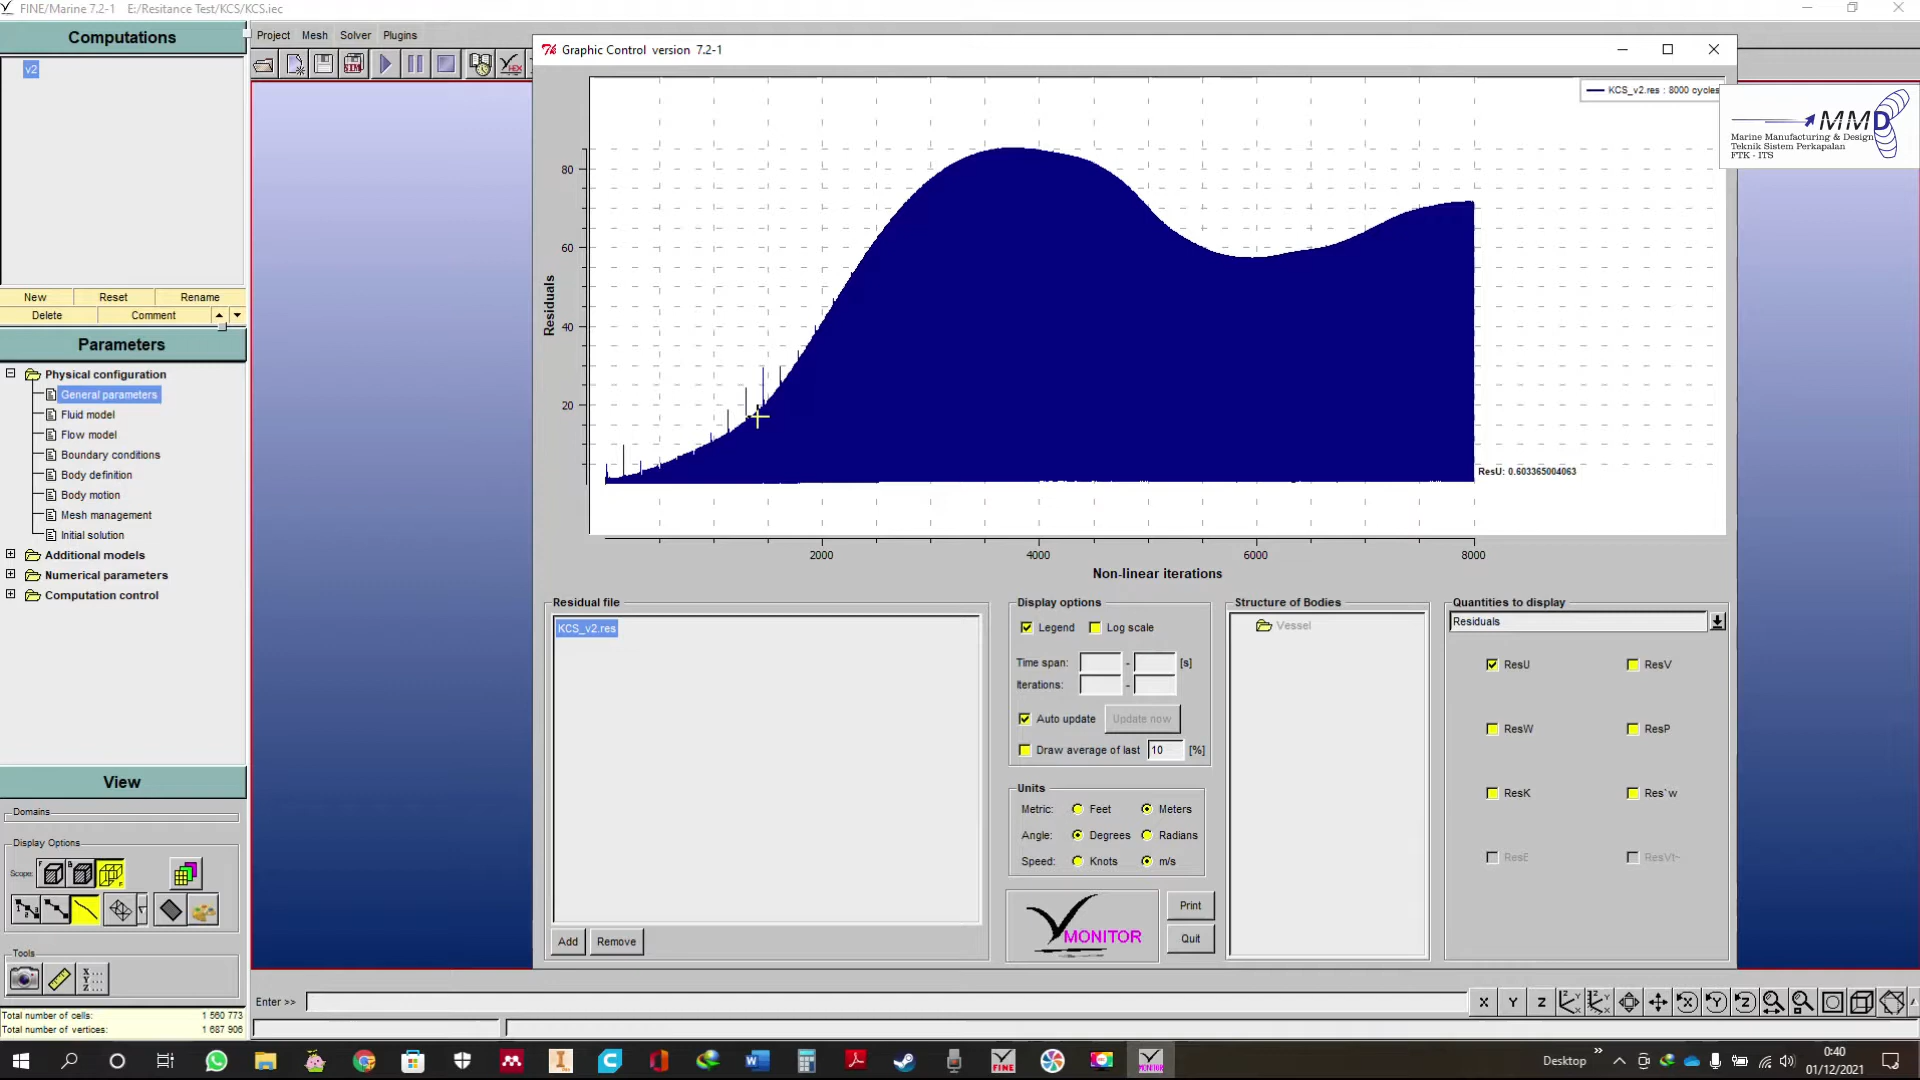 FINE/Marine 7.2-1 E:/Resitance Test/KCS/KCS.iec
Computations
Project Mesh Solver Plugins
v2
Graphic Control version 7.2-1
KCS_v2.res : 8000 cycles
MMD
Marine Manufacturing & Design
Teknik Sistem Perkapalan
FTK - ITS
80
60
40
20
Residuals
ResU: 0.603365004063
2000 4000 6000 8000
Non-linear iterations
New Reset Rename
Delete Comment
Parameters
Physical configuration
General parameters
Fluid model
Flow model
Boundary conditions
Body definition
Body motion
Mesh management
Initial solution
Additional models
Numerical parameters
Computation control
Residual file
KCS_v2.res
Add Remove
Display options
Legend Log scale
Time span: - [s]
Iterations: -
Auto update Update now
Draw average of last 10 [%]
Units
Metric: Feet Meters
Angle: Degrees Radians
Speed: Knots m/s
MONITOR
Print
Quit
Structure of Bodies
Vessel
Quantities to display
Residuals
ResU ResV
ResW ResP
ResK Res`w
ResE ResVt~
View
Domains
Display Options
Scope:
Tools
Total number of cells: 1 560 773
Total number of vertices: 1 687 906
Enter >>
X Y Z
Desktop
0:40
01/12/2021